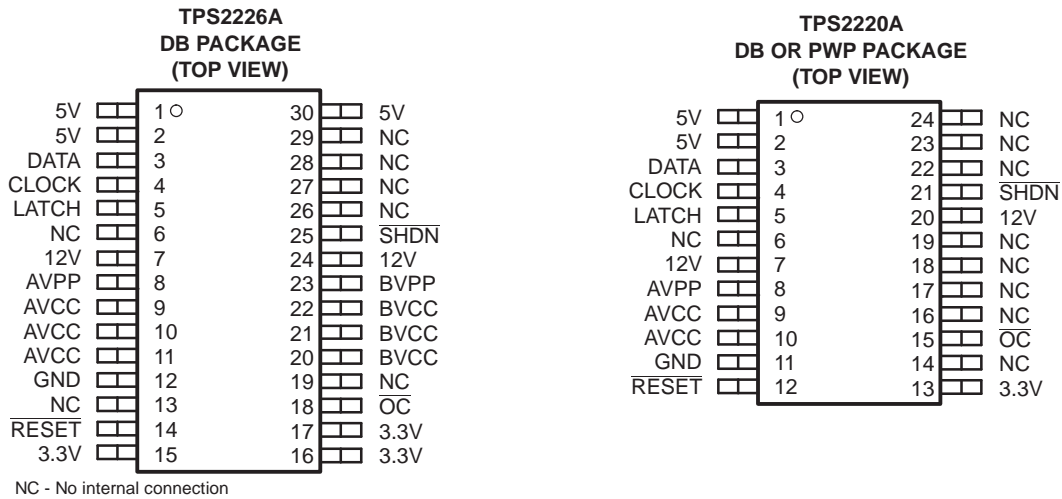 TPS2226A
DB PACKAGE
(TOP VIEW)
5V 1 30 5V
5V 2 29 NC
DATA 3 28 NC
CLOCK 4 27 NC
LATCH 5 26 NC
NC 6 25 SHDN
12V 7 24 12V
AVPP 8 23 BVPP
AVCC 9 22 BVCC
AVCC 10 21 BVCC
AVCC 11 20 BVCC
GND 12 19 NC
NC 13 18 OC
RESET 14 17 3.3V
3.3V 15 16 3.3V
NC - No internal connection
TPS2220A
DB OR PWP PACKAGE
(TOP VIEW)
5V 1 24 NC
5V 2 23 NC
DATA 3 22 NC
CLOCK 4 21 SHDN
LATCH 5 20 12V
NC 6 19 NC
12V 7 18 NC
AVPP 8 17 NC
AVCC 9 16 NC
AVCC 10 15 OC
GND 11 14 NC
RESET 12 13 3.3V